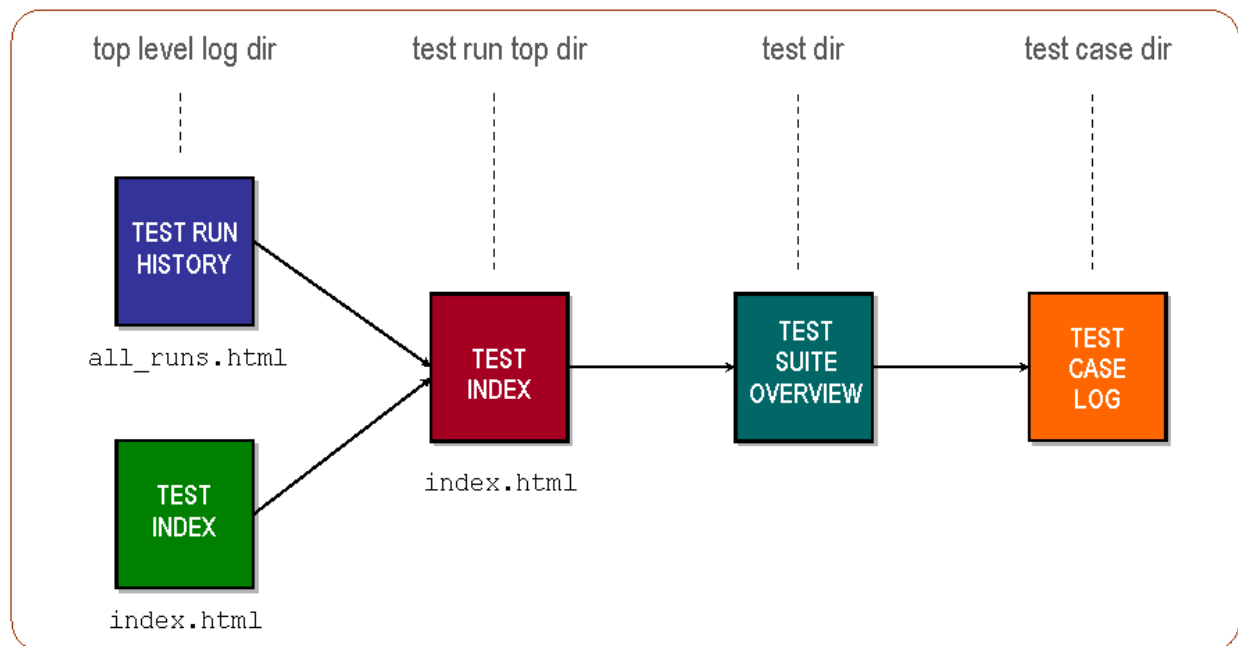 top level log dir
test run top dir
test dir
test case dir
TEST RUN
HISTORY
all_runs.html
TEST
INDEX
index.html
TEST
INDEX
index.html
TEST
SUITE
OVERVIEW
TEST
CASE
LOG